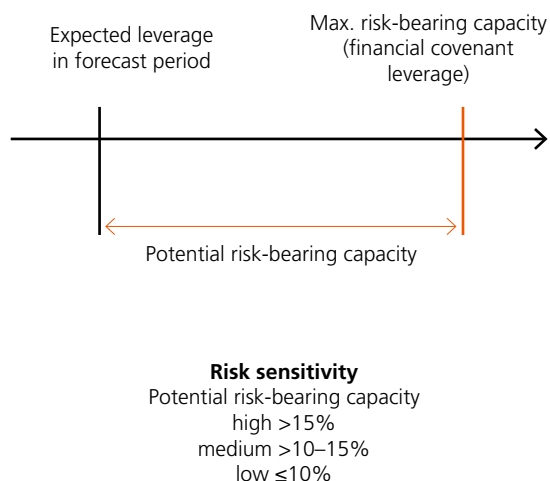 Expected leverage
in forecast period
Max. risk-bearing capacity
(financial covenant
leverage)
Potential risk-bearing capacity
Risk sensitivity
Potential risk-bearing capacity
high >15%
medium >10–15%
low ≤10%